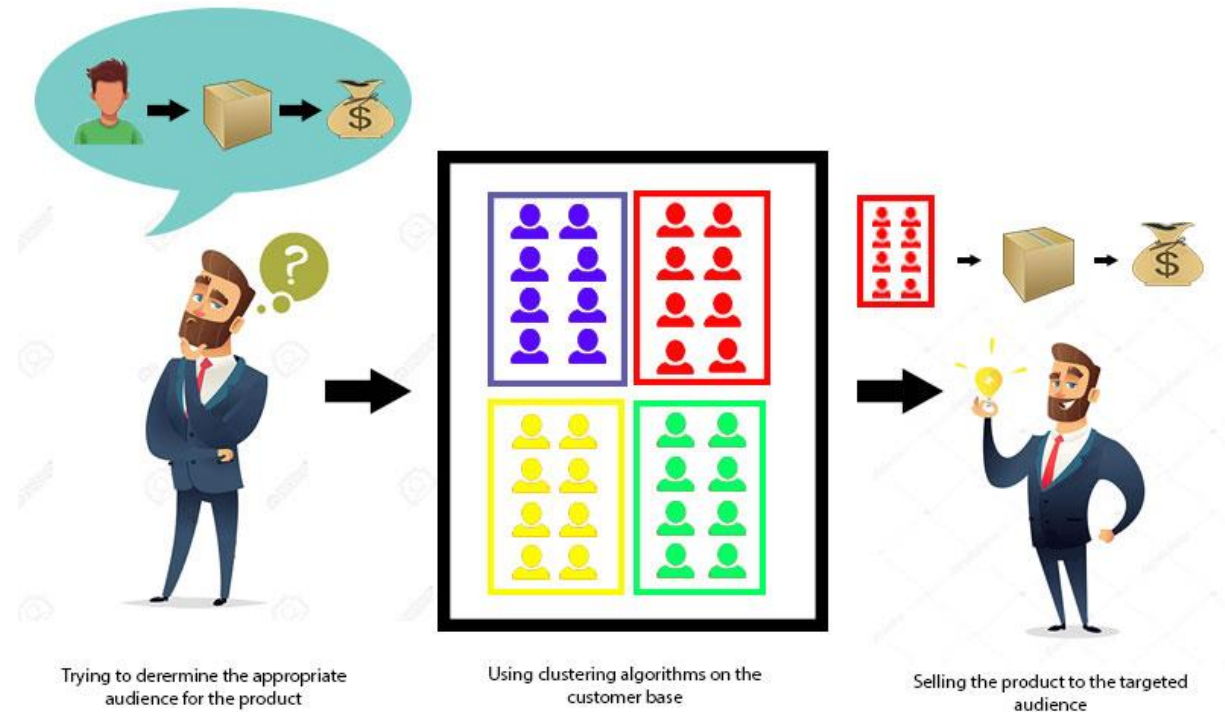 ?
$
$
Trying to derermine the appropriate
audience for the product
Using clustering algorithms on the
customer base
Selling the product to the targeted
audience